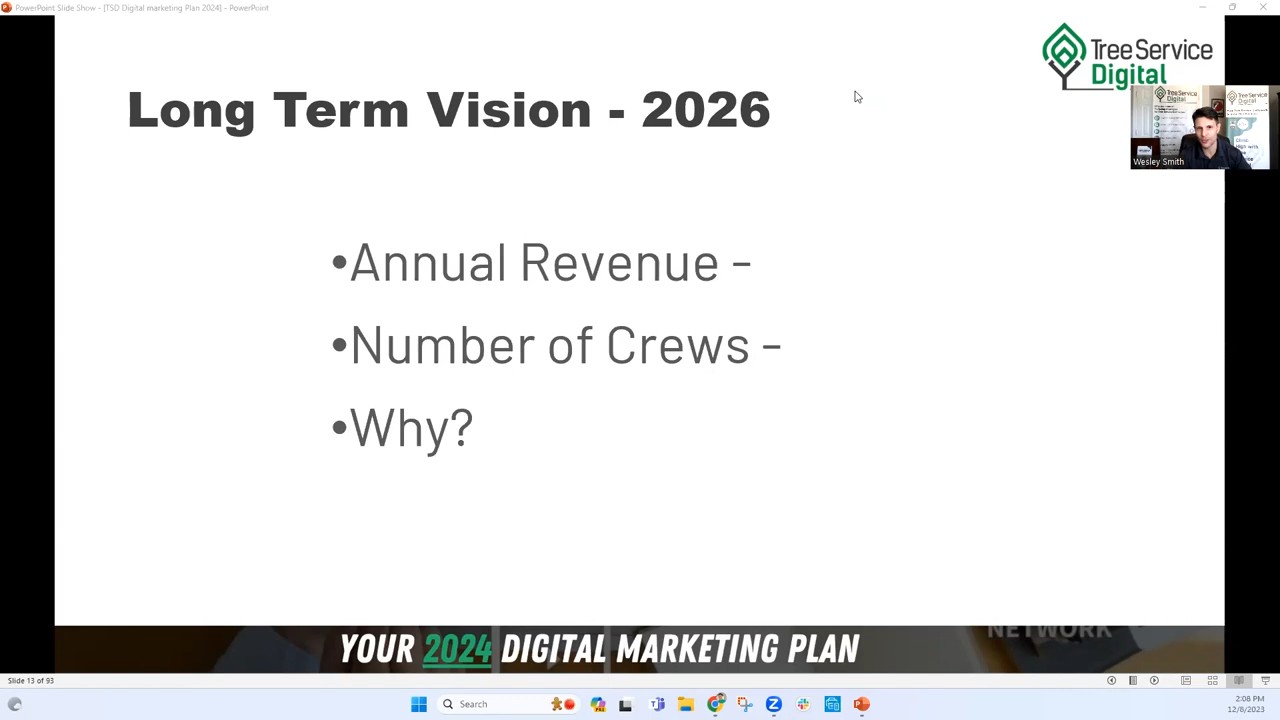 PowerPoint Slide Show - [TSD Digital marketing Plan 2024] - PowerPoint
Tree Service
Digital
Long Term Vision - 2026
Wesley Smith
•Annual Revenue -
•Number of Crews -
•Why?
NETWORK
YOUR 2024 DIGITAL MARKETING PLAN
Slide 13 of 93
Search
2:08 PM
12/8/2023